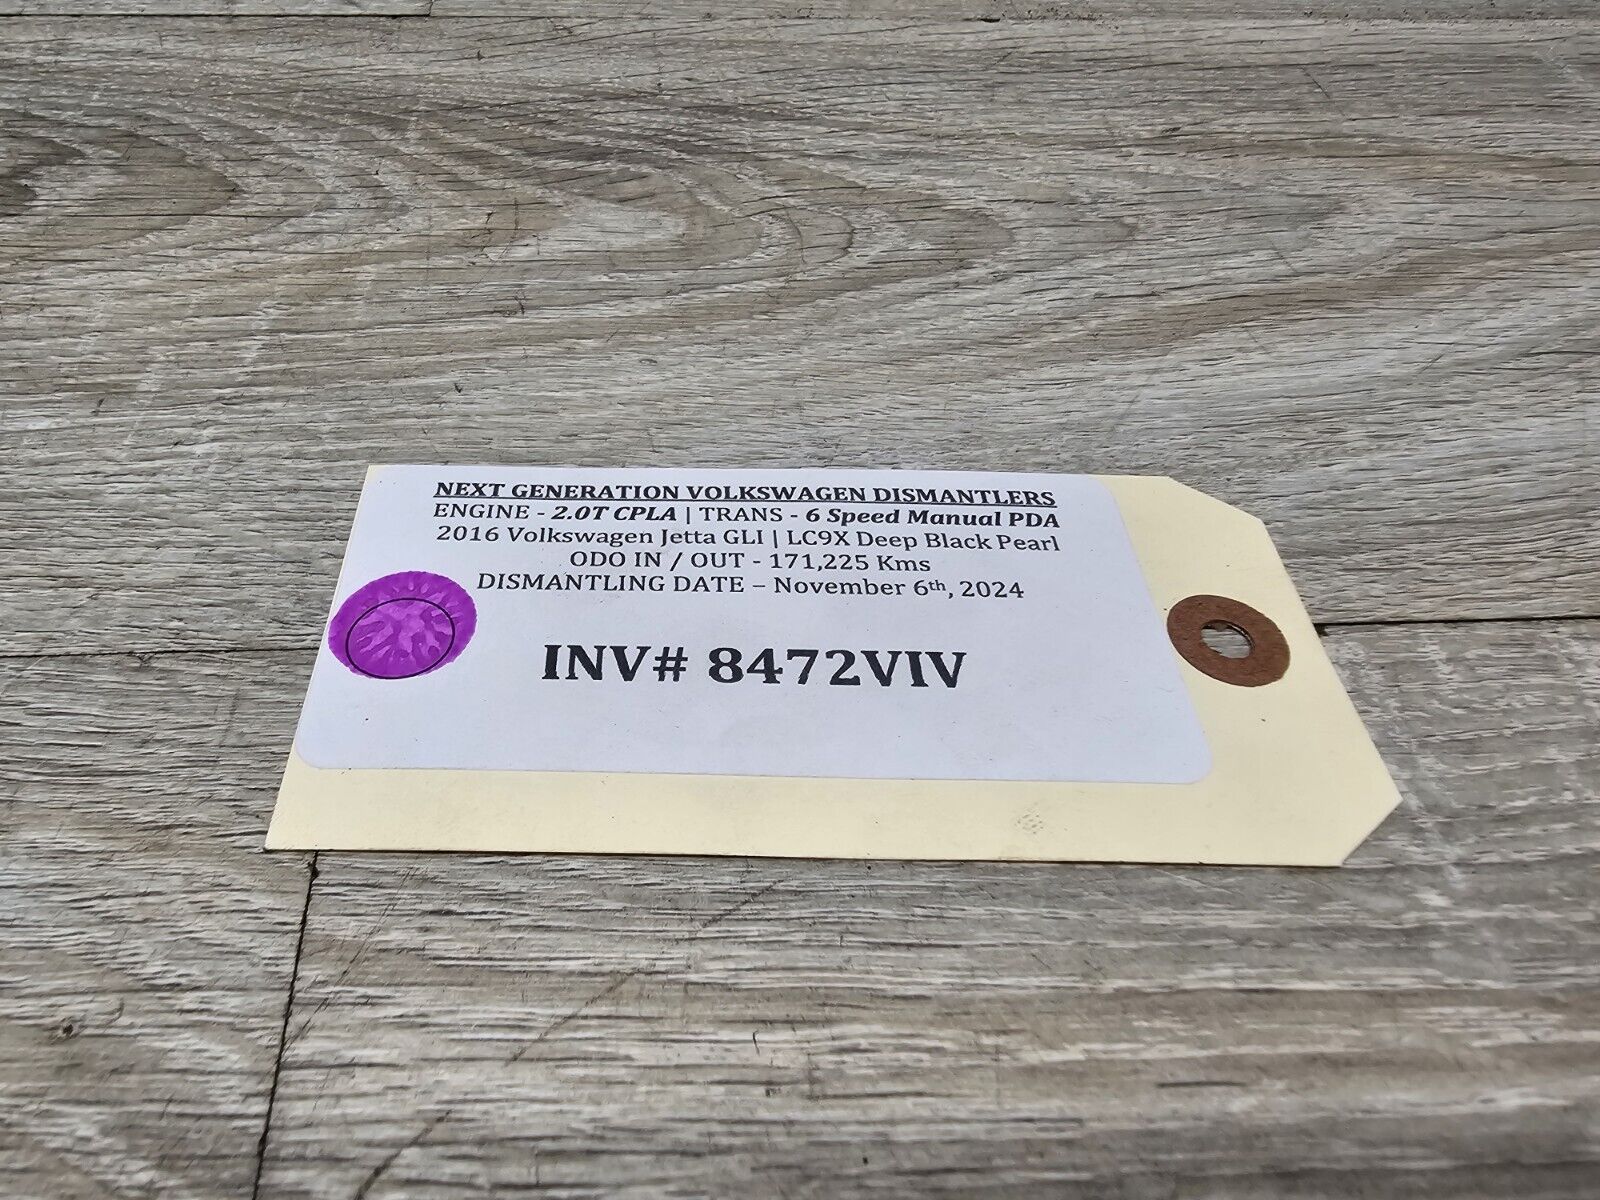 NEXT GENERATION VOLKSWAGEN DISMANTLERS
ENGINE - 2.0T CPLA | TRANS - 6 Speed Manual PDA
2016 Volkswagen Jetta GLI | LC9X Deep Black Pearl
ODO IN / OUT - 171,225 Kms
DISMANTLING DATE – November 6th, 2024
INV# 8472VIV